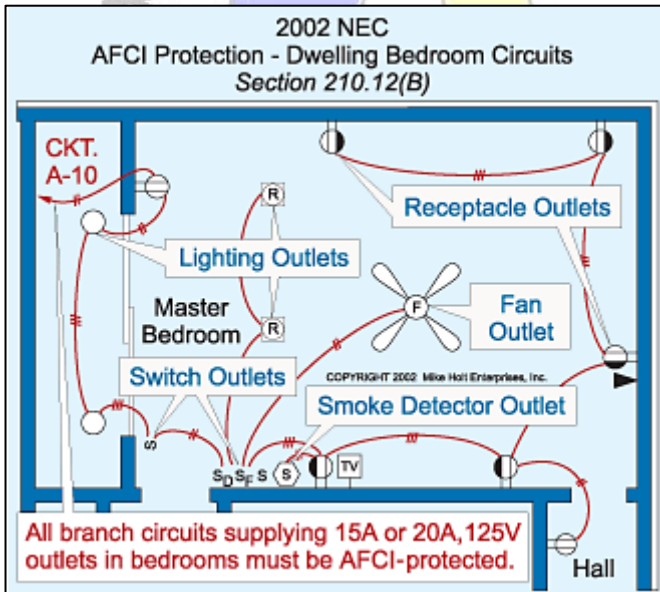 2002 NEC
AFCI Protection - Dwelling Bedroom Circuits
Section 210.12(B)
CKT.
A-10
Receptacle Outlets
R
Lighting Outlets
Master
Bedroom
F
Fan
Outlet
R
COPYRIGHT 2002 Mike Holt Enterprises, Inc.
Switch Outlets
Smoke Detector Outlet
S
SD SF S S TV
All branch circuits supplying 15A or 20A,125V
outlets in bedrooms must be AFCI-protected.
Hall